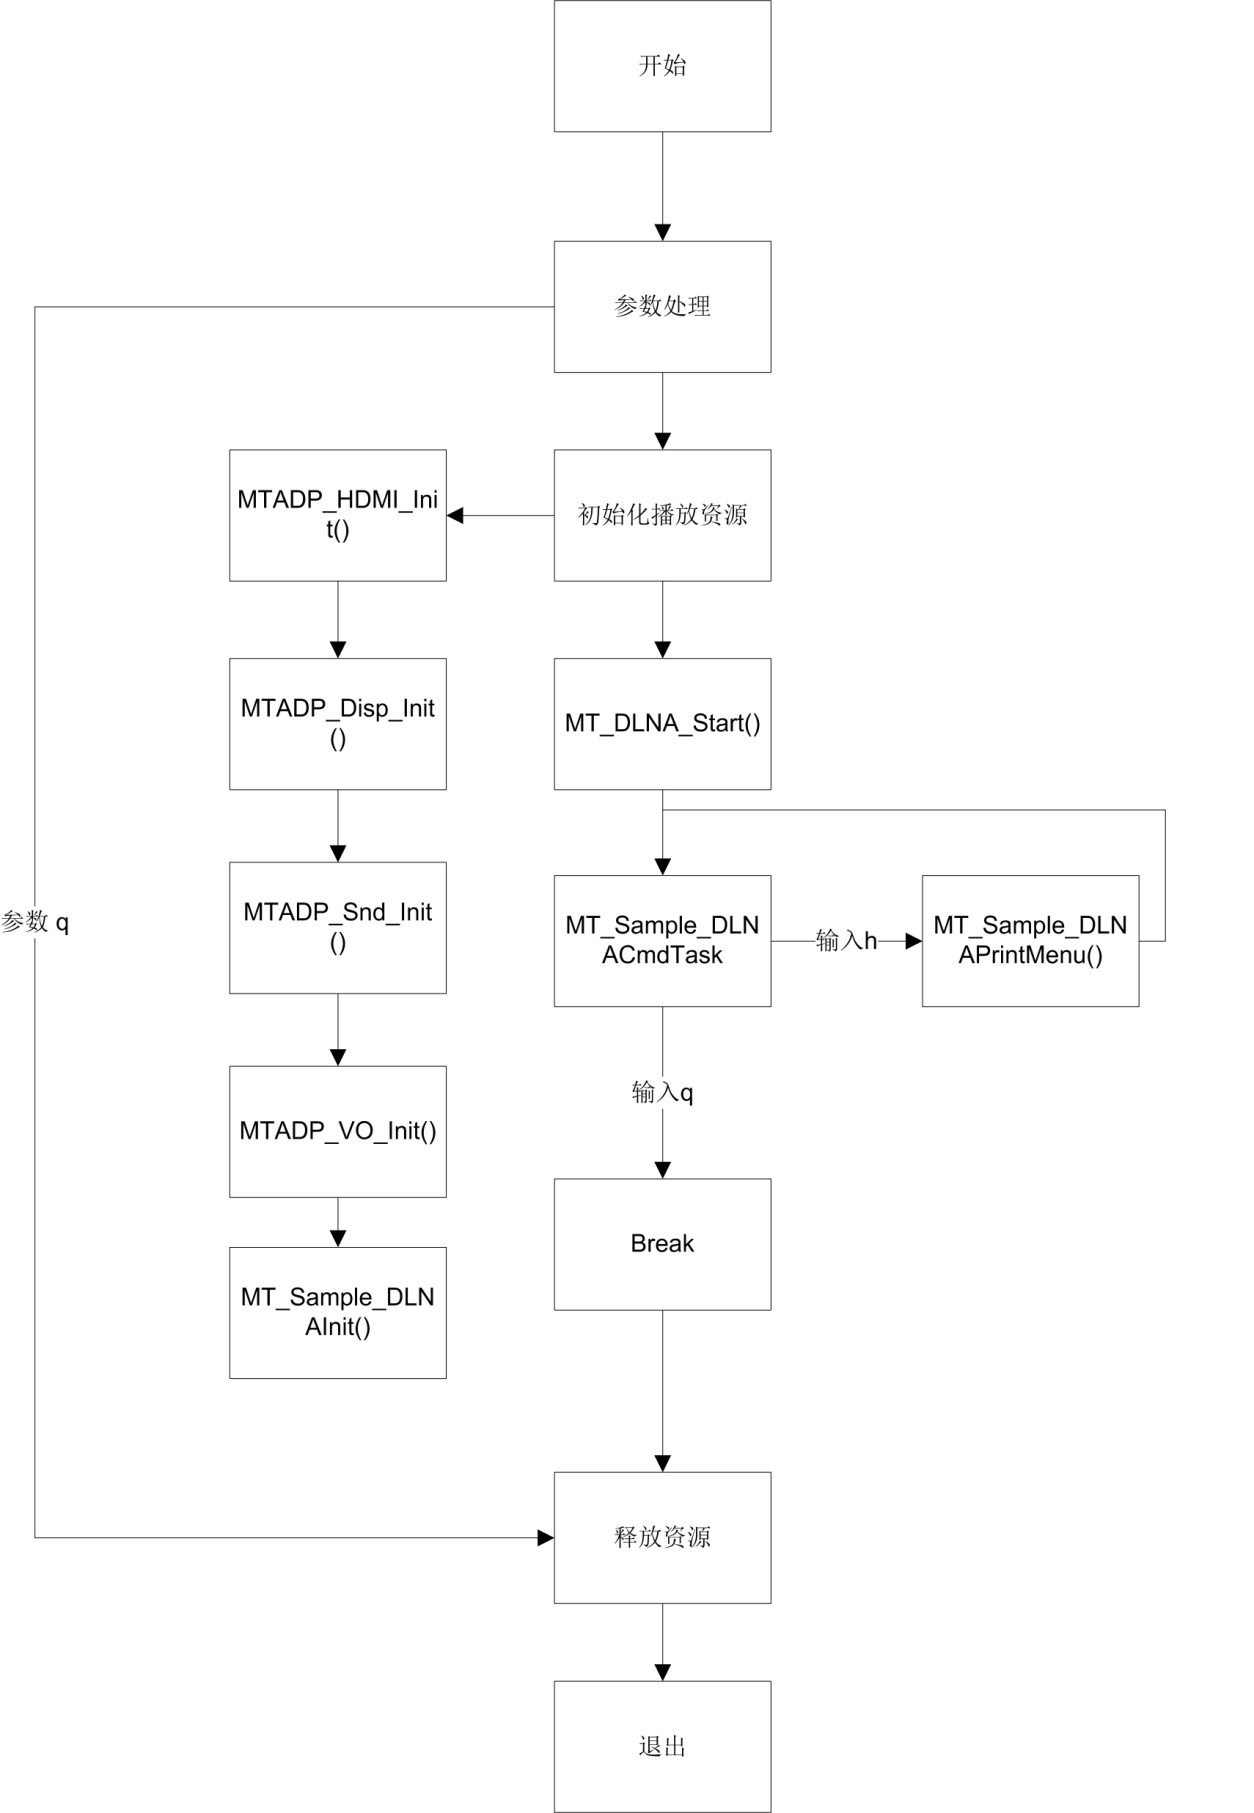 开始
参数处理
MTADP_HDMI_Ini
t()
初始化播放资源
MTADP_Disp_Init
()
MT_DLNA_Start()
MTADP_Snd_Init
()
参数 q
MT_Sample_DLN
ACmdTask
输入h
MT_Sample_DLN
APrintMenu()
输入q
MTADP_VO_Init()
Break
MT_Sample_DLN
AInit()
释放资源
退出